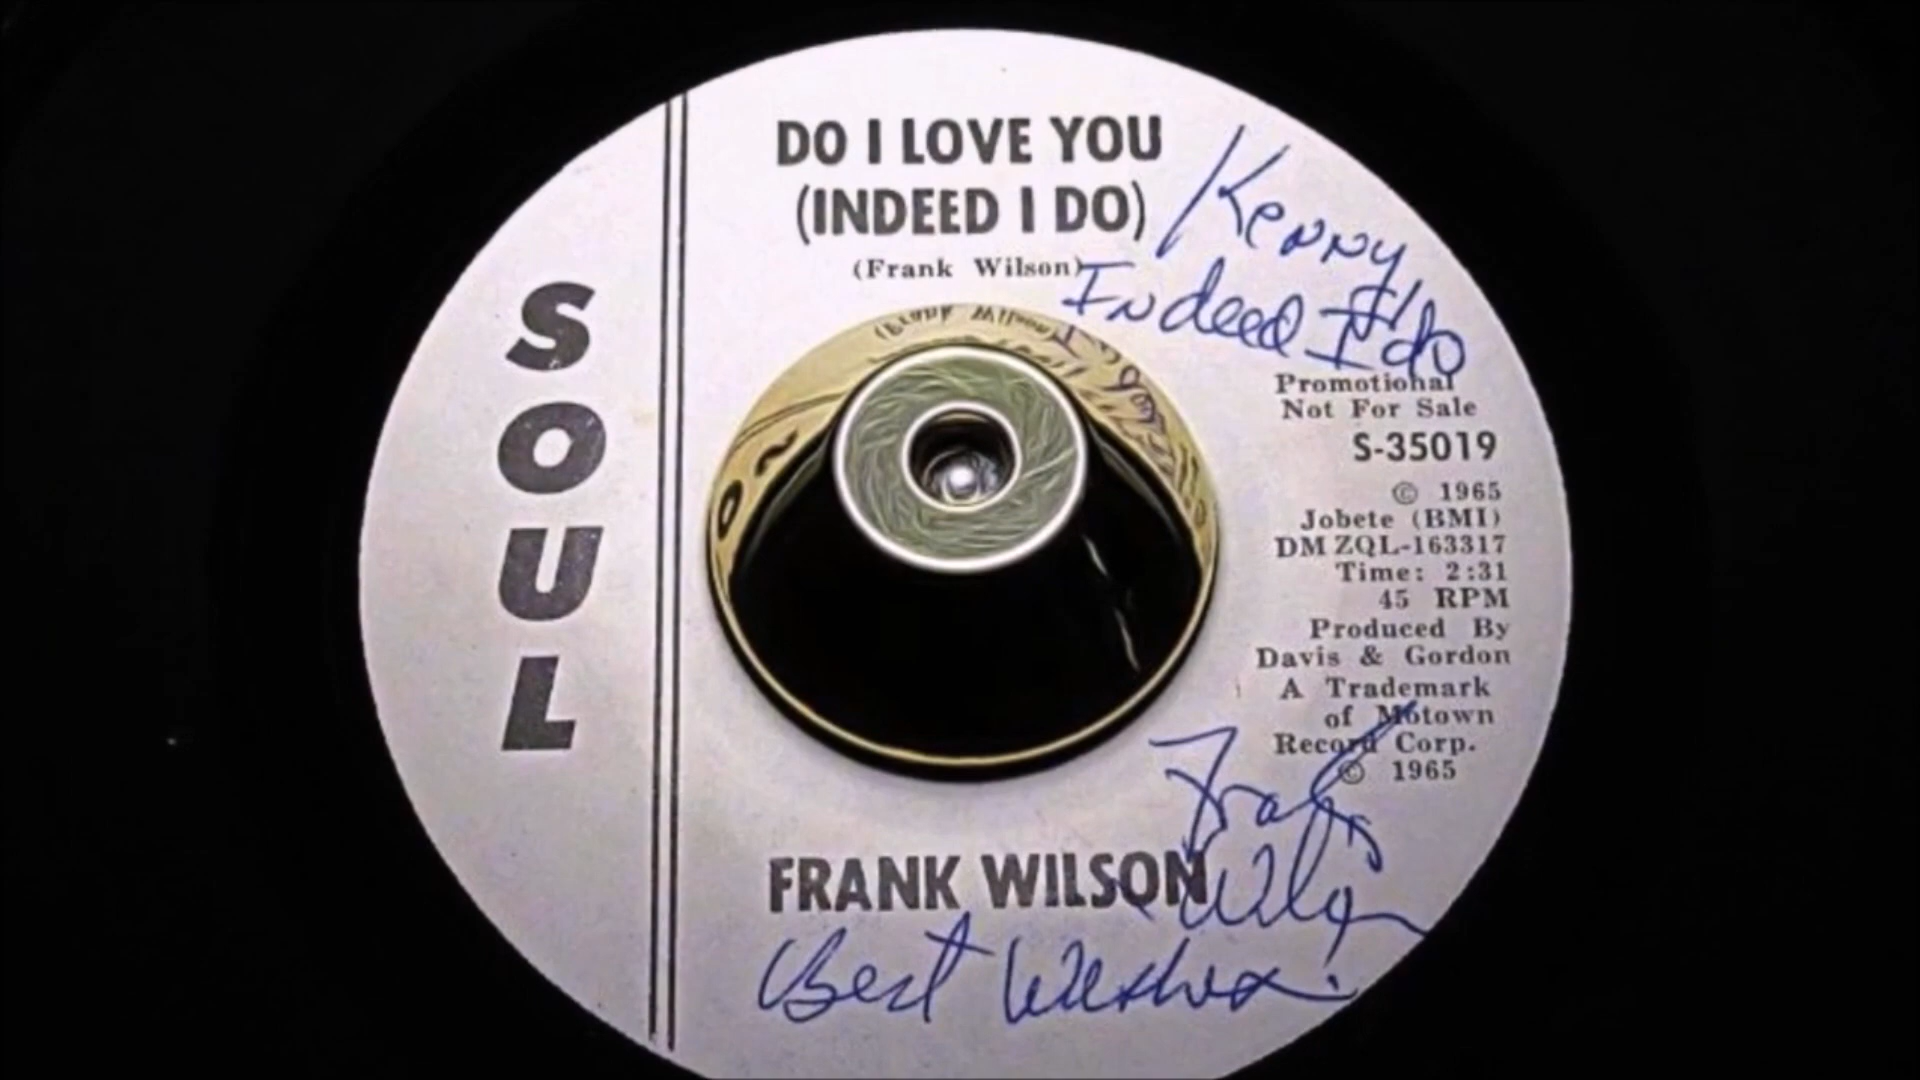 DO I LOVE YOU
(INDEED I DO)
(Frank Wilson)
Kenny,
Indeed I do
SOUL
Promotional
Not For Sale
S-35019
© 1965
Jobete (BMI)
DM ZQL-163317
Time: 2:31
45 RPM
Produced By
Davis & Gordon
A Trademark
of Motown
Record Corp.
© 1965
Frank
Wilson
FRANK WILSON
Best Wishes!